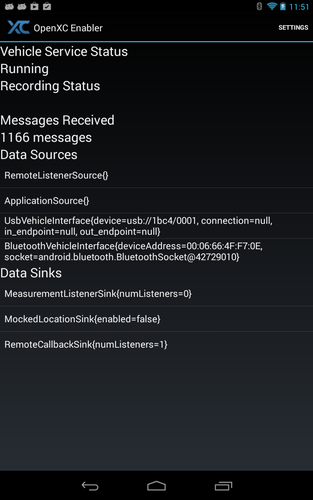 11:51
XC OpenXC Enabler
SETTINGS
Vehicle Service Status
Running
Recording Status
Messages Received
1166 messages
Data Sources
RemoteListenerSource{}
ApplicationSource{}
UsbVehicleInterface{device=usb://1bc4/0001, connection=null,
in_endpoint=null, out_endpoint=null}
BluetoothVehicleInterface{deviceAddress=00:06:66:4F:F7:0E,
socket=android.bluetooth.BluetoothSocket@42729010}
Data Sinks
MeasurementListenerSink{numListeners=0}
MockedLocationSink{enabled=false}
RemoteCallbackSink{numListeners=1}